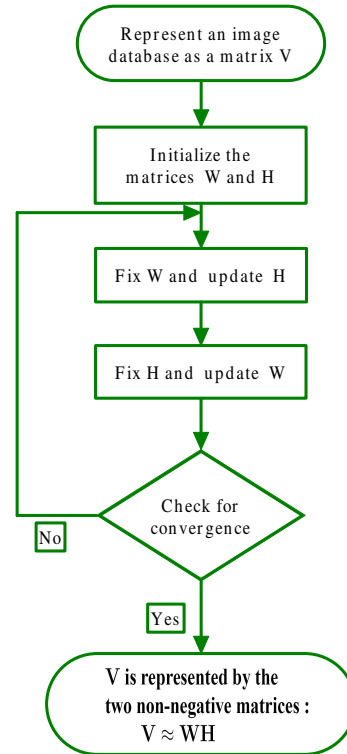 Represent an image
database as a matrix V
Initialize the
matrices W and H
Fix W and update H
Fix H and update W
Check for
convergence
No
Yes
V is represented by the
two non-negative matrices :
V ≈ WH